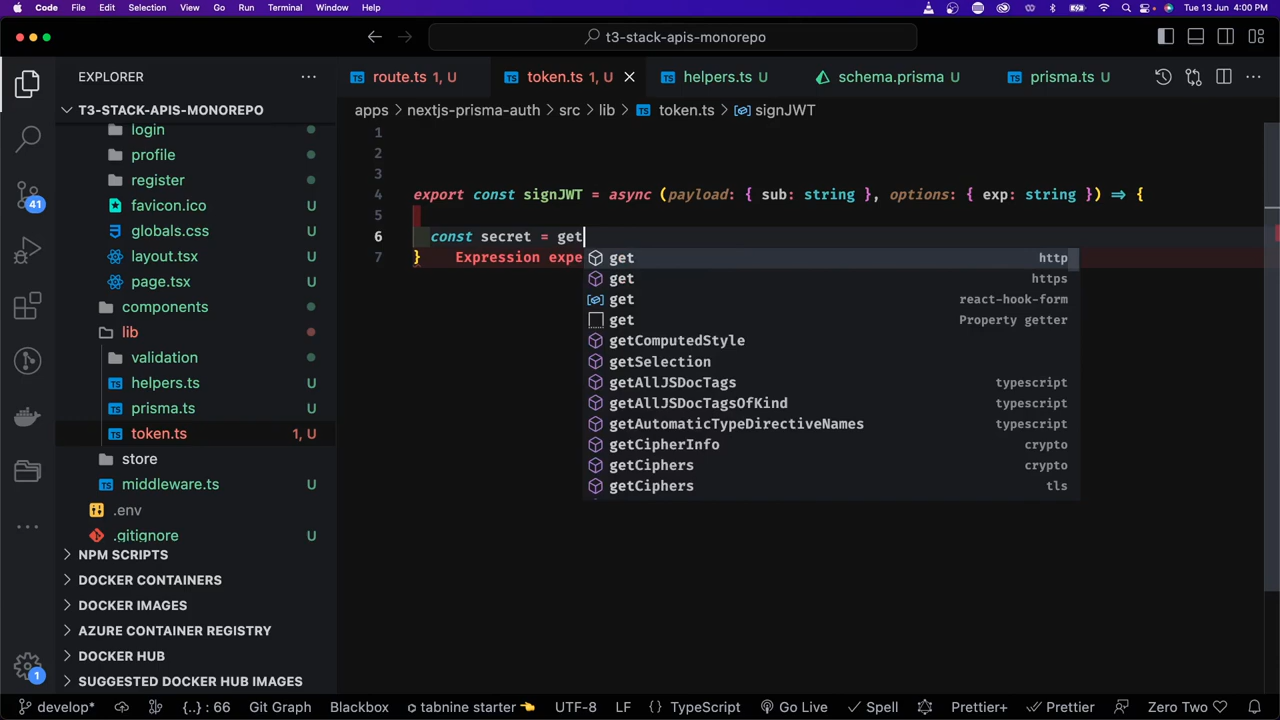 Code File Edit Selection View Go Run Terminal Window Help Tue 13 Jun 4:00 PM
t3-stack-apis-monorepo
EXPLORER
route.ts 1, U
token.ts 1, U
helpers.ts U
schema.prisma U
prisma.ts U
T3-STACK-APIS-MONOREPO
apps > nextjs-prisma-auth > src > lib > token.ts > signJWT
login
profile
register
favicon.ico U
globals.css U
layout.tsx U
page.tsx U
components
lib
validation
helpers.ts U
prisma.ts U
token.ts 1, U
store
middleware.ts U
.env
.gitignore U
NPM SCRIPTS
DOCKER CONTAINERS
DOCKER IMAGES
AZURE CONTAINER REGISTRY
DOCKER HUB
SUGGESTED DOCKER HUB IMAGES
41
1
1
2
3
4 export const signJWT = async (payload: { sub: string }, options: { exp: string }) => {
5
6 const secret = get
7 } Expression expe
get http
get https
get react-hook-form
get Property getter
getComputedStyle
getSelection
getAllJSDocTags typescript
getAllJSDocTagsOfKind typescript
getAutomaticTypeDirectiveNames typescript
getCipherInfo crypto
getCiphers crypto
getCiphers tls
develop* {..} : 66 Git Graph Blackbox tabnine starter 👈 UTF-8 LF {} TypeScript Go Live Spell Prettier+ Prettier Zero Two